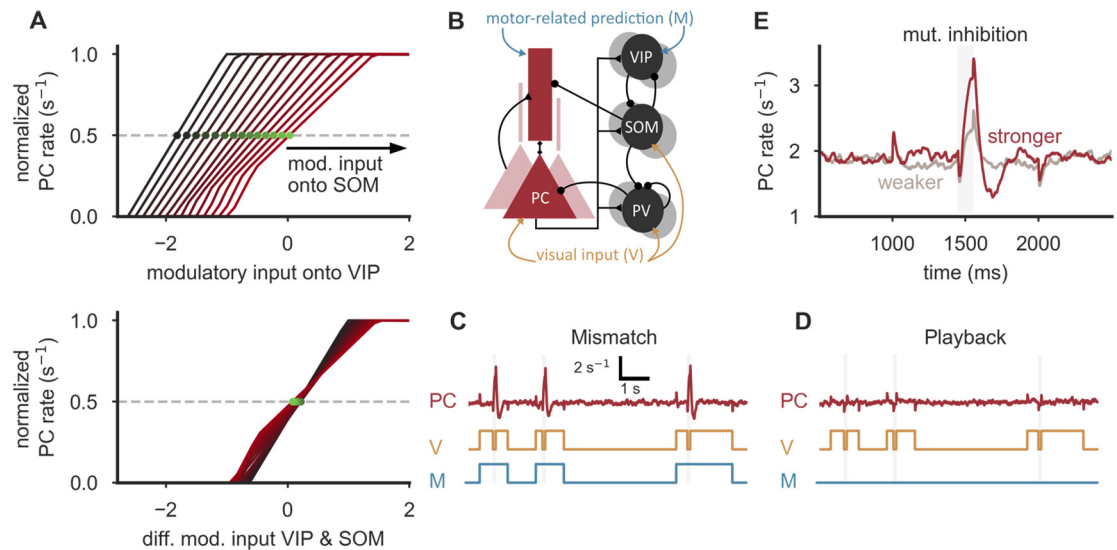 A
normalized
PC rate (s⁻¹)
1.0
0.5
0.0
mod. input
onto SOM
−2
0
2
modulatory input onto VIP
normalized
PC rate (s⁻¹)
1.0
0.5
0.0
−2
0
2
diff. mod. input VIP & SOM
B
motor-related prediction (M)
VIP
SOM
PC
PV
visual input (V)
C
Mismatch
2 s⁻¹
1 s
PC
V
M
D
Playback
PC
V
M
E
mut. inhibition
PC rate (s⁻¹)
3
2
1
stronger
weaker
1000
1500
2000
time (ms)